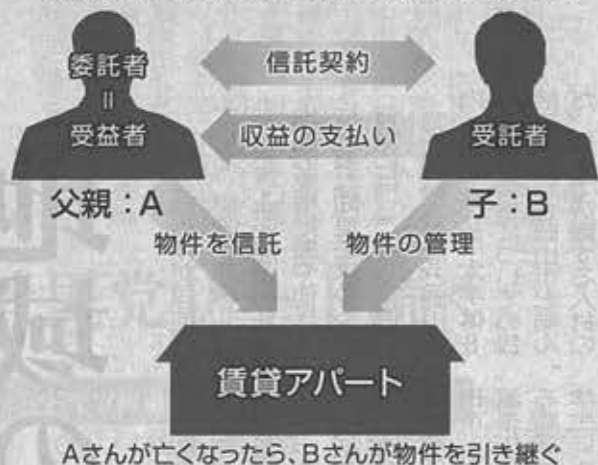 委託者
=
受益者
信託契約
収益の支払い
受託者
父親:A
子:B
物件を信託
物件の管理
賃貸アパート
Aさんが亡くなったら、Bさんが物件を引き継ぐ